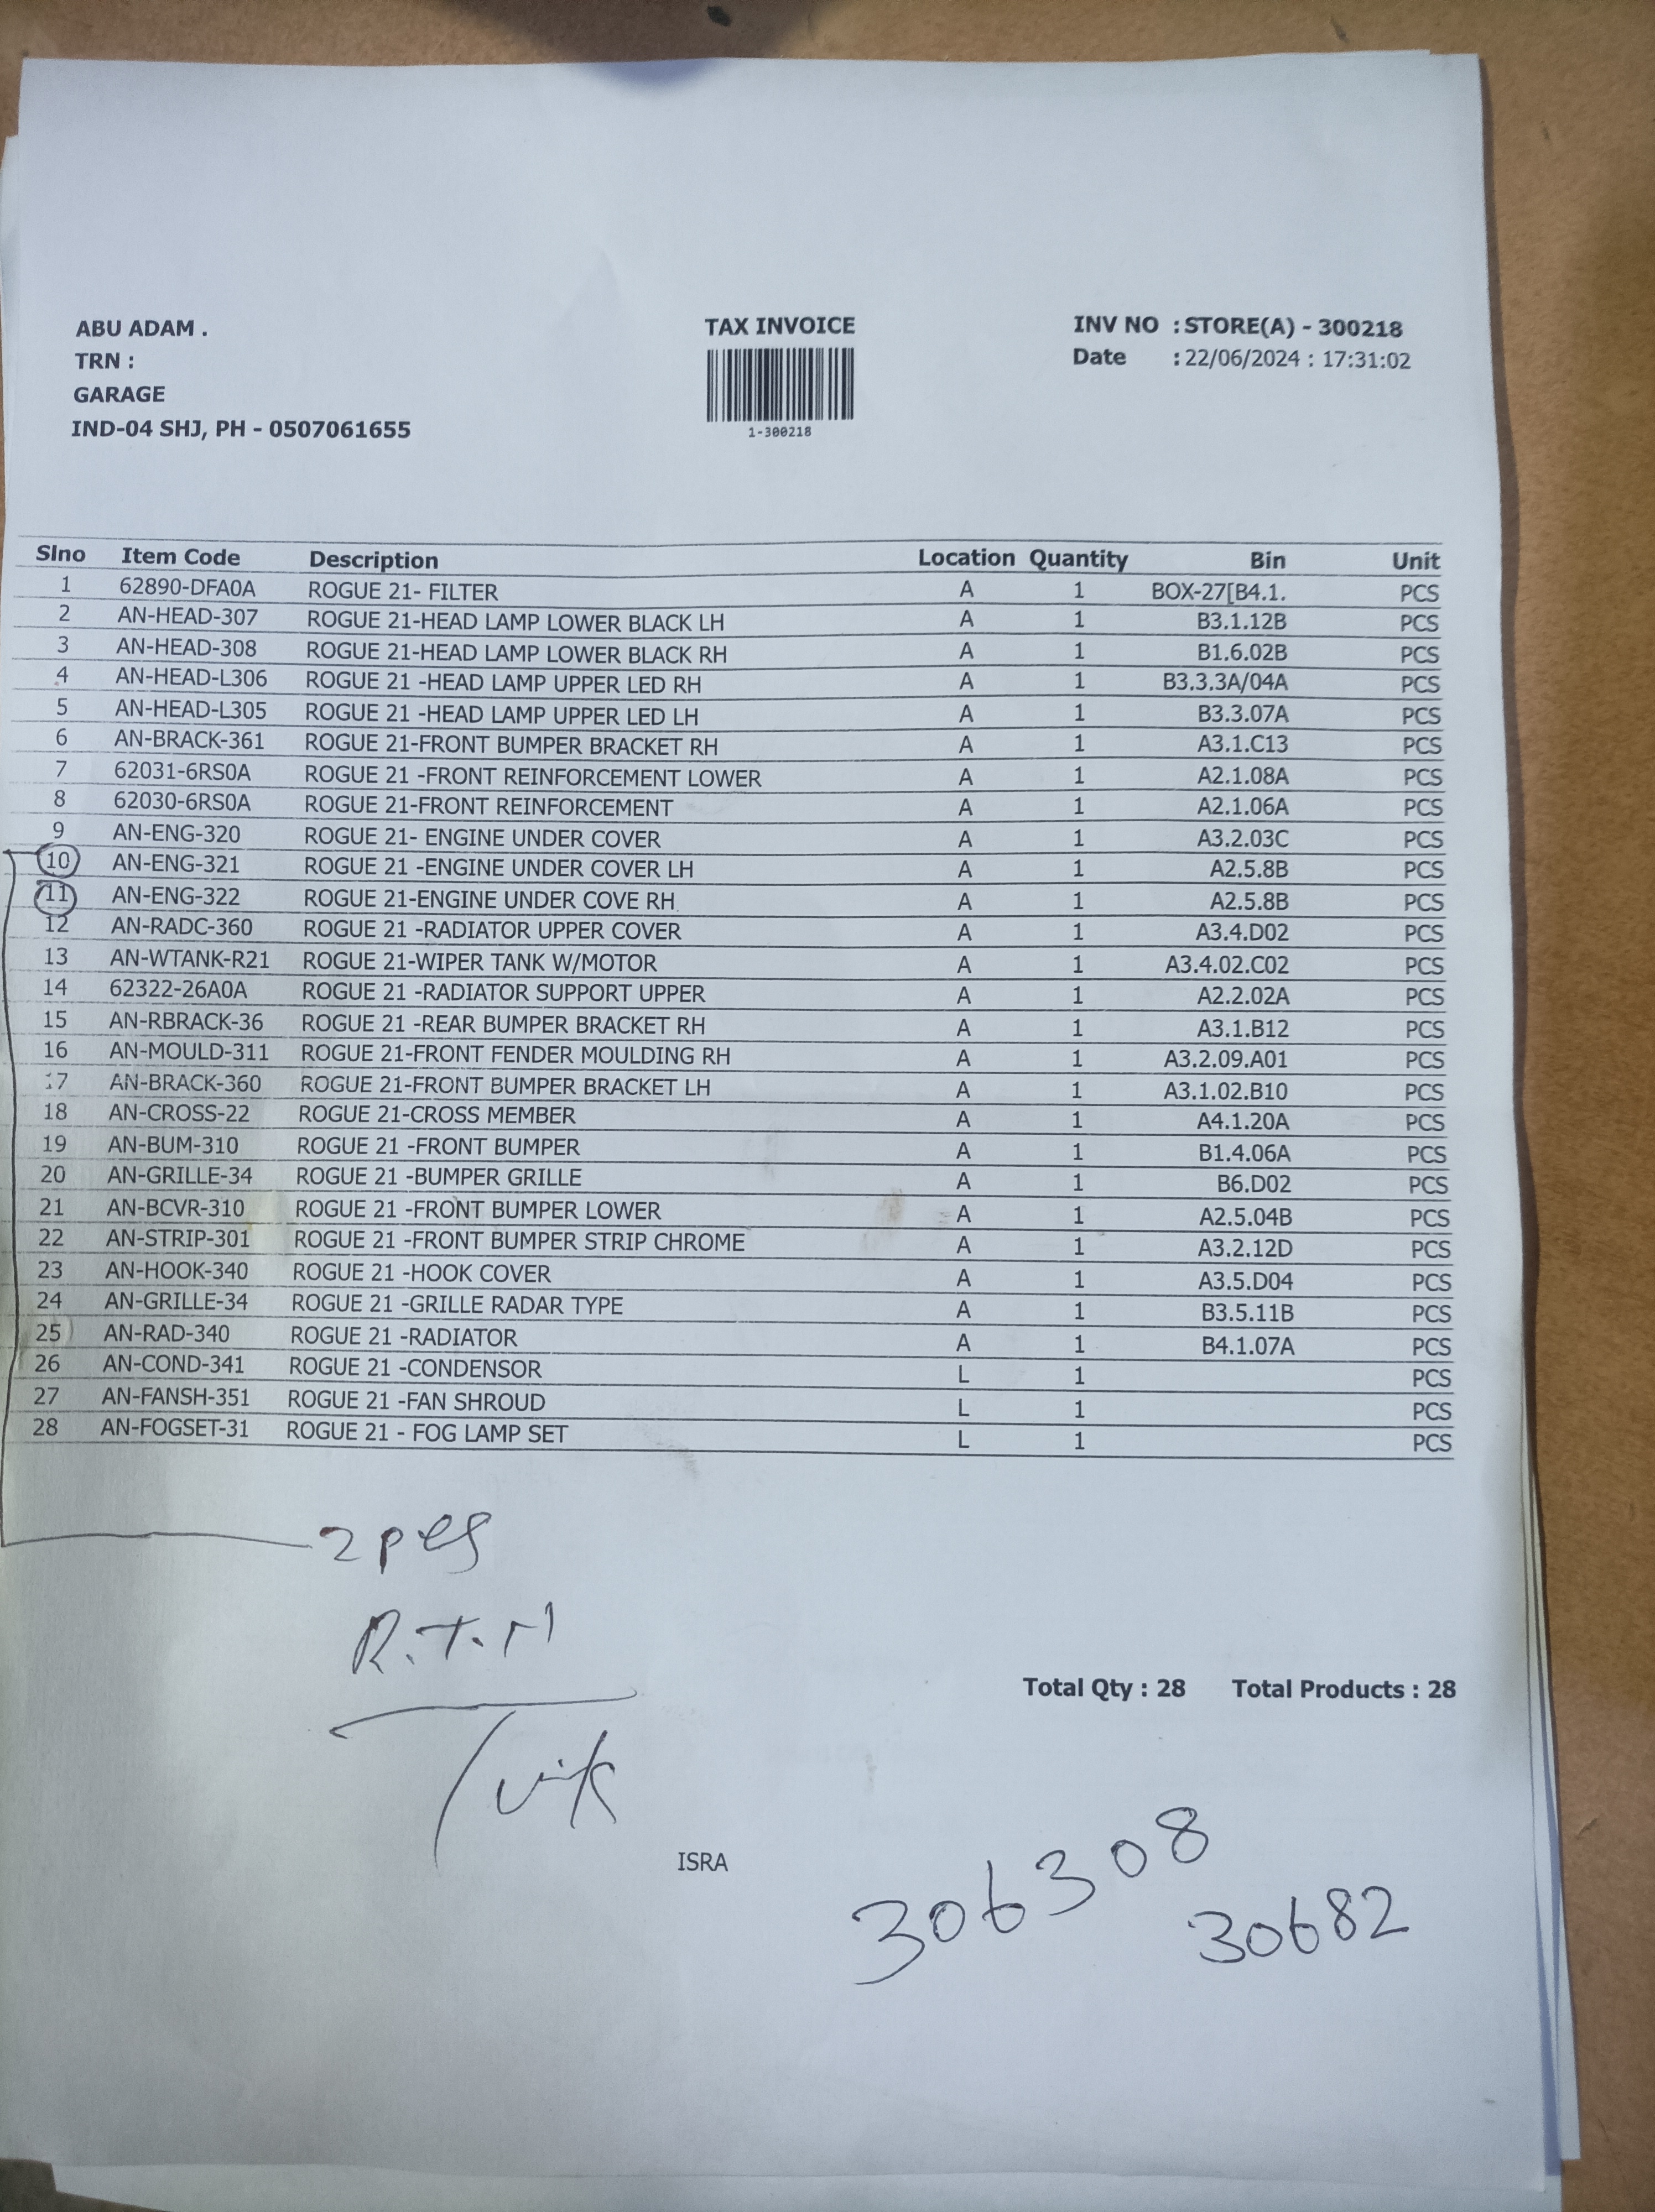 ABU ADAM .
TRN :
GARAGE
IND-04 SHJ, PH - 0507061655
TAX INVOICE
1-300218
INV NO : STORE(A) - 300218
Date : 22/06/2024 : 17:31:02
Slno Item Code Description Location Quantity Bin Unit
1 62890-DFA0A ROGUE 21- FILTER A 1 BOX-27[B4.1. PCS
2 AN-HEAD-307 ROGUE 21-HEAD LAMP LOWER BLACK LH A 1 B3.1.12B PCS
3 AN-HEAD-308 ROGUE 21-HEAD LAMP LOWER BLACK RH A 1 B1.6.02B PCS
4 AN-HEAD-L306 ROGUE 21 -HEAD LAMP UPPER LED RH A 1 B3.3.3A/04A PCS
5 AN-HEAD-L305 ROGUE 21 -HEAD LAMP UPPER LED LH A 1 B3.3.07A PCS
6 AN-BRACK-361 ROGUE 21-FRONT BUMPER BRACKET RH A 1 A3.1.C13 PCS
7 62031-6RS0A ROGUE 21 -FRONT REINFORCEMENT LOWER A 1 A2.1.08A PCS
8 62030-6RS0A ROGUE 21-FRONT REINFORCEMENT A 1 A2.1.06A PCS
9 AN-ENG-320 ROGUE 21- ENGINE UNDER COVER A 1 A3.2.03C PCS
10 AN-ENG-321 ROGUE 21 -ENGINE UNDER COVER LH A 1 A2.5.8B PCS
11 AN-ENG-322 ROGUE 21-ENGINE UNDER COVE RH A 1 A2.5.8B PCS
12 AN-RADC-360 ROGUE 21 -RADIATOR UPPER COVER A 1 A3.4.D02 PCS
13 AN-WTANK-R21 ROGUE 21-WIPER TANK W/MOTOR A 1 A3.4.02.C02 PCS
14 62322-26A0A ROGUE 21 -RADIATOR SUPPORT UPPER A 1 A2.2.02A PCS
15 AN-RBRACK-36 ROGUE 21 -REAR BUMPER BRACKET RH A 1 A3.1.B12 PCS
16 AN-MOULD-311 ROGUE 21-FRONT FENDER MOULDING RH A 1 A3.2.09.A01 PCS
17 AN-BRACK-360 ROGUE 21-FRONT BUMPER BRACKET LH A 1 A3.1.02.B10 PCS
18 AN-CROSS-22 ROGUE 21-CROSS MEMBER A 1 A4.1.20A PCS
19 AN-BUM-310 ROGUE 21 -FRONT BUMPER A 1 B1.4.06A PCS
20 AN-GRILLE-34 ROGUE 21 -BUMPER GRILLE A 1 B6.D02 PCS
21 AN-BCVR-310 ROGUE 21 -FRONT BUMPER LOWER A 1 A2.5.04B PCS
22 AN-STRIP-301 ROGUE 21 -FRONT BUMPER STRIP CHROME A 1 A3.2.12D PCS
23 AN-HOOK-340 ROGUE 21 -HOOK COVER A 1 A3.5.D04 PCS
24 AN-GRILLE-34 ROGUE 21 -GRILLE RADAR TYPE A 1 B3.5.11B PCS
25 AN-RAD-340 ROGUE 21 -RADIATOR A 1 B4.1.07A PCS
26 AN-COND-341 ROGUE 21 -CONDENSOR L 1 PCS
27 AN-FANSH-351 ROGUE 21 -FAN SHROUD L 1 PCS
28 AN-FOGSET-31 ROGUE 21 - FOG LAMP SET L 1 PCS
2 pcs
R.T.N
Total Qty : 28 Total Products : 28
ISRA
306308
30682